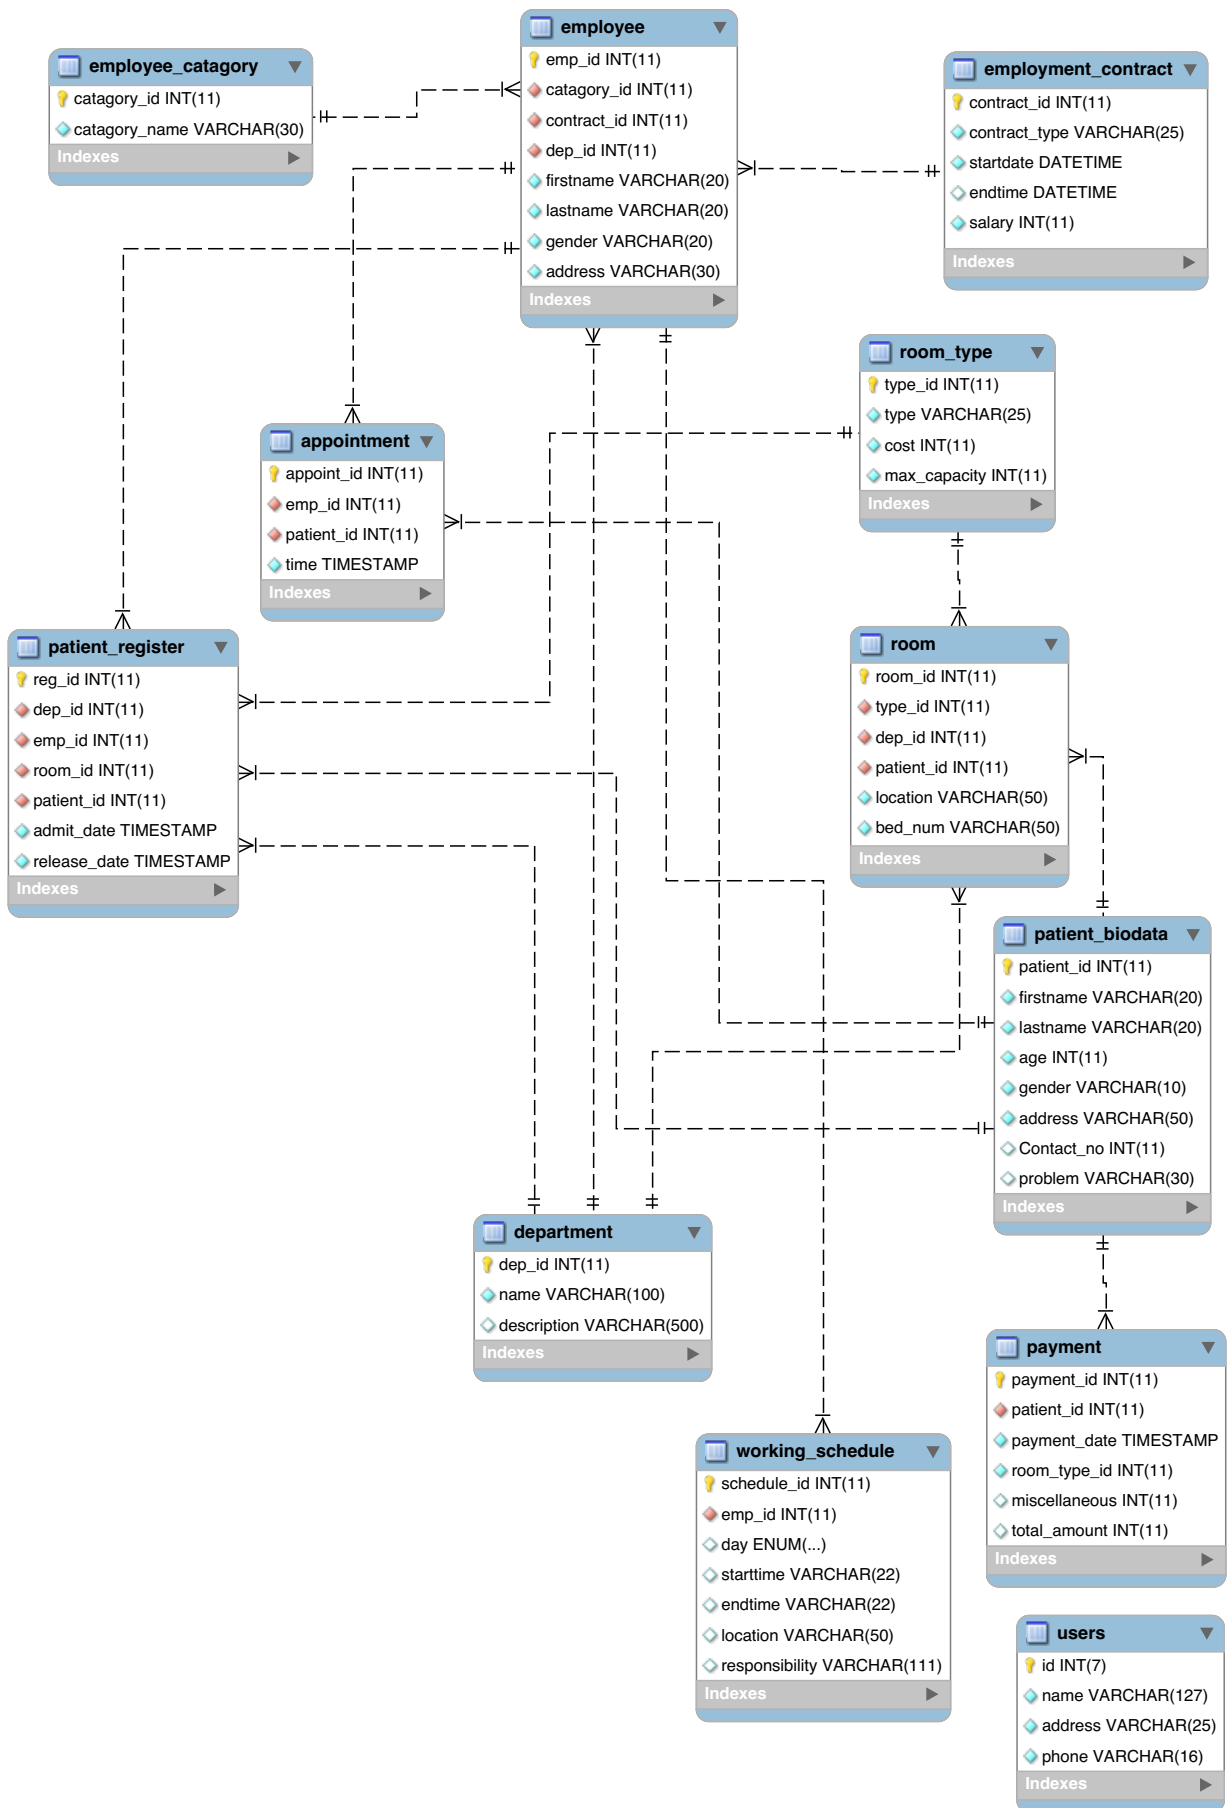 employee_catagory
catagory_id INT(11)
catagory_name VARCHAR(30)
Indexes
employee
emp_id INT(11)
catagory_id INT(11)
contract_id INT(11)
dep_id INT(11)
firstname VARCHAR(20)
lastname VARCHAR(20)
gender VARCHAR(20)
address VARCHAR(30)
Indexes
employment_contract
contract_id INT(11)
contract_type VARCHAR(25)
startdate DATETIME
endtime DATETIME
salary INT(11)
Indexes
room_type
type_id INT(11)
type VARCHAR(25)
cost INT(11)
max_capacity INT(11)
Indexes
appointment
appoint_id INT(11)
emp_id INT(11)
patient_id INT(11)
time TIMESTAMP
Indexes
patient_register
reg_id INT(11)
dep_id INT(11)
emp_id INT(11)
room_id INT(11)
patient_id INT(11)
admit_date TIMESTAMP
release_date TIMESTAMP
Indexes
room
room_id INT(11)
type_id INT(11)
dep_id INT(11)
patient_id INT(11)
location VARCHAR(50)
bed_num VARCHAR(50)
Indexes
patient_biodata
patient_id INT(11)
firstname VARCHAR(20)
lastname VARCHAR(20)
age INT(11)
gender VARCHAR(10)
address VARCHAR(50)
Contact_no INT(11)
problem VARCHAR(30)
Indexes
department
dep_id INT(11)
name VARCHAR(100)
description VARCHAR(500)
Indexes
payment
payment_id INT(11)
patient_id INT(11)
payment_date TIMESTAMP
room_type_id INT(11)
miscellaneous INT(11)
total_amount INT(11)
Indexes
working_schedule
schedule_id INT(11)
emp_id INT(11)
day ENUM(...)
starttime VARCHAR(22)
endtime VARCHAR(22)
location VARCHAR(50)
responsibility VARCHAR(111)
Indexes
users
id INT(7)
name VARCHAR(127)
address VARCHAR(25)
phone VARCHAR(16)
Indexes